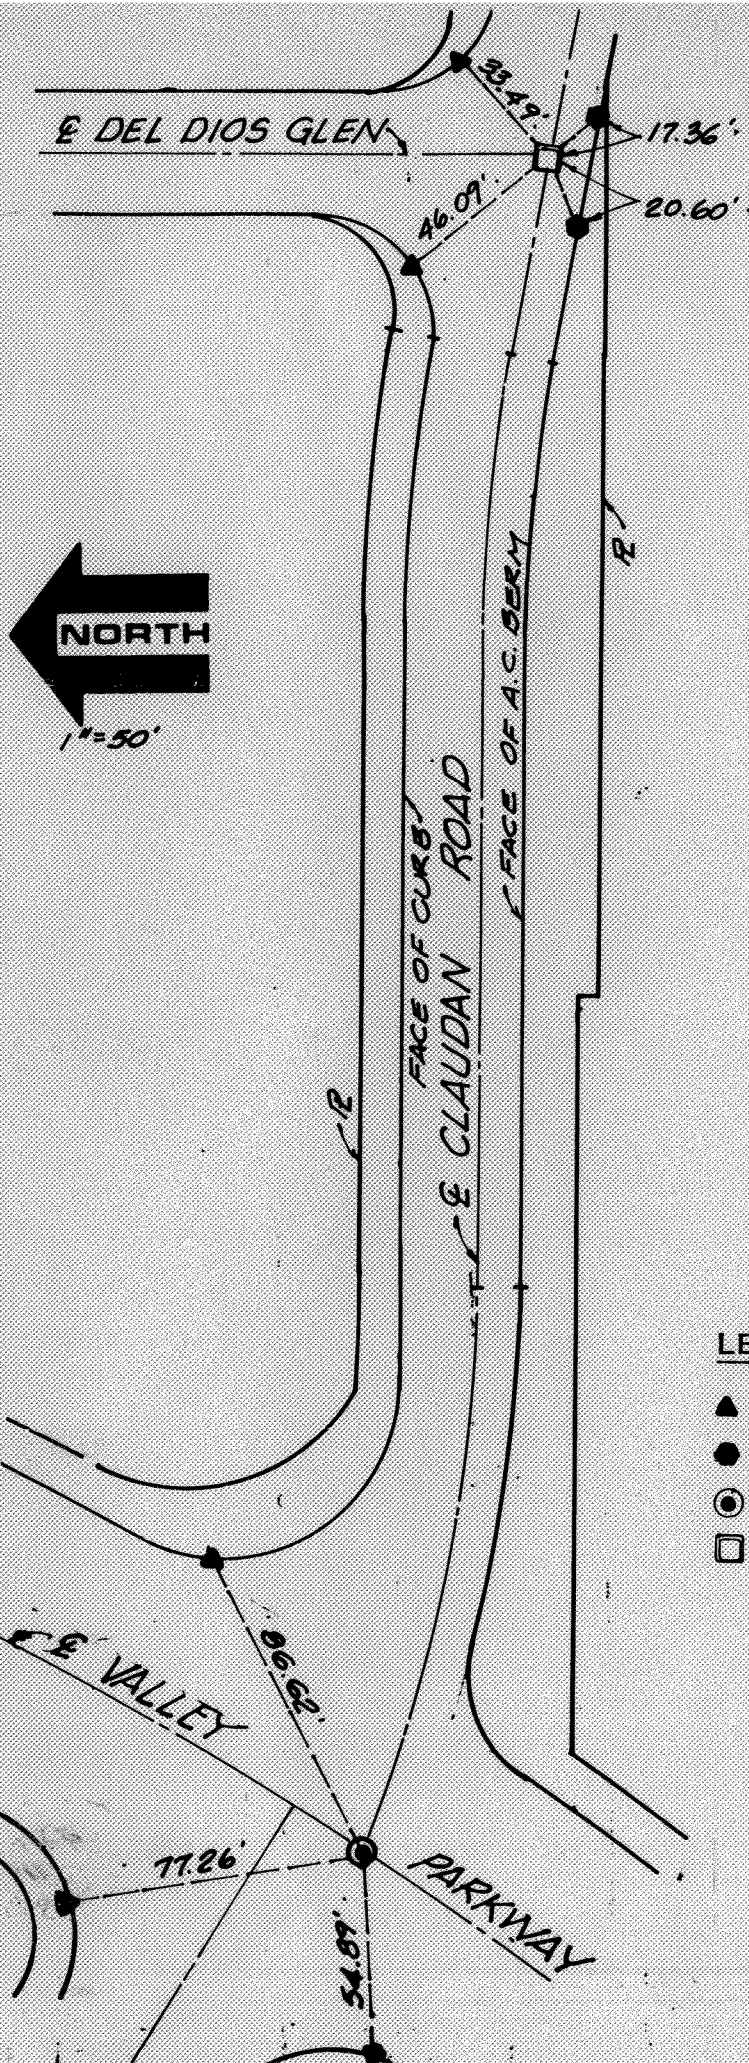 33.49'
℄ DEL DIOS GLEN
17.36'
46.09'
20.60'
℞
NORTH
1"=50'
FACE OF A.C. BERM
FACE OF CURB
℄ CLAUDAN ROAD
℞
LE
86.62'
℄ VALLEY
77.26'
PARKWAY
54.89'